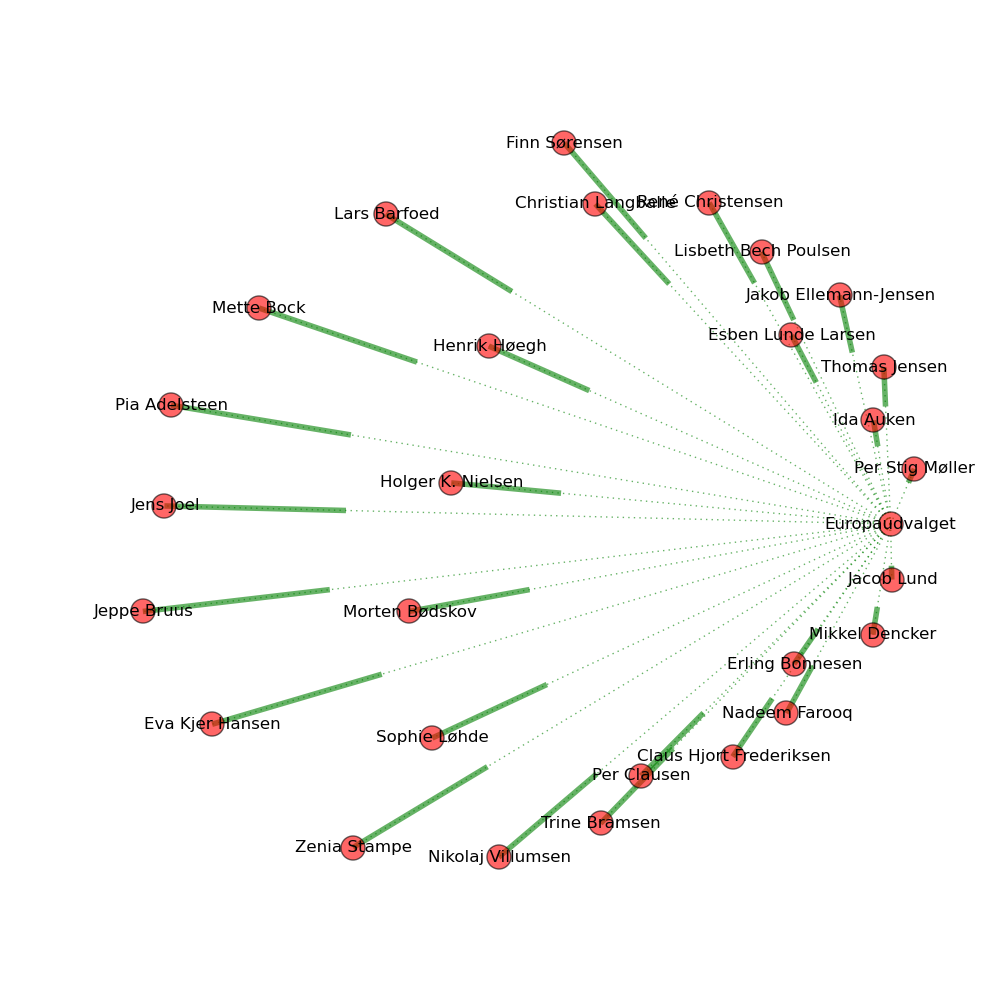 Finn Sørensen
Christian Langballe
René Christensen
Lars Barfoed
Lisbeth Bech Poulsen
Jakob Ellemann-Jensen
Mette Bock
Esben Lunde Larsen
Henrik Høegh
Thomas Jensen
Pia Adelsteen
Ida Auken
Per Stig Møller
Holger K. Nielsen
Jens Joel
Europaudvalget
Jacob Lund
Jeppe Bruus
Morten Bødskov
Mikkel Dencker
Erling Bonnesen
Nadeem Farooq
Eva Kjer Hansen
Sophie Løhde
Claus Hjort Frederiksen
Per Clausen
Trine Bramsen
Zenia Stampe
Nikolaj Villumsen